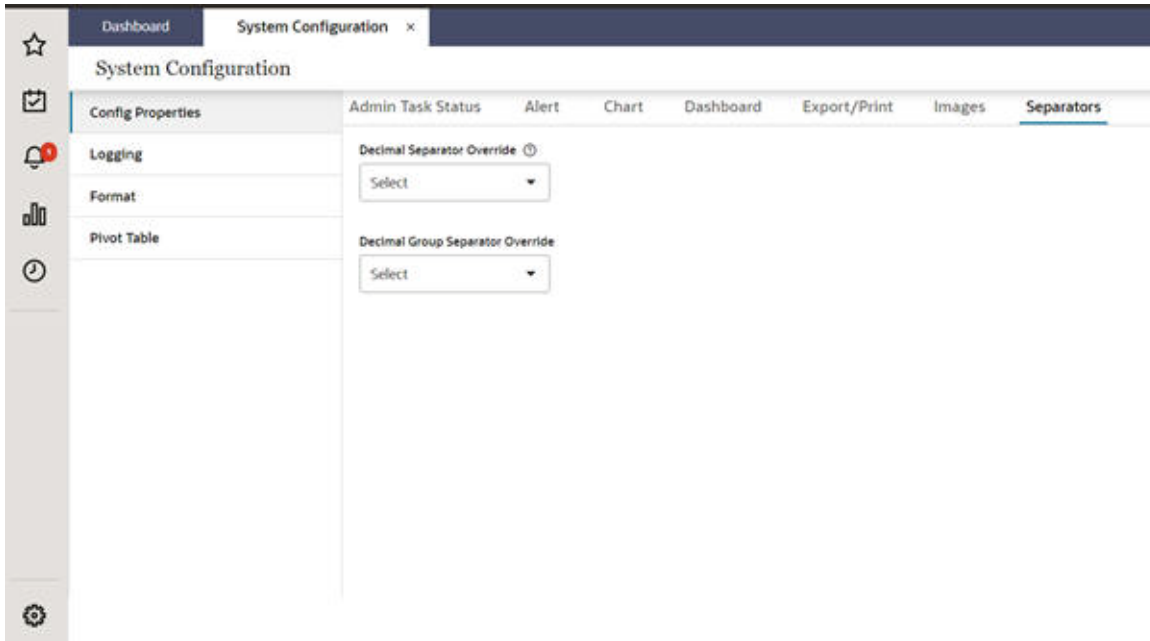 Dashboard
System Configuration ×
System Configuration
Config Properties
Logging
Format
Pivot Table
Admin Task Status Alert Chart Dashboard Export/Print Images Separators
Decimal Separator Override
Select
Decimal Group Separator Override
Select